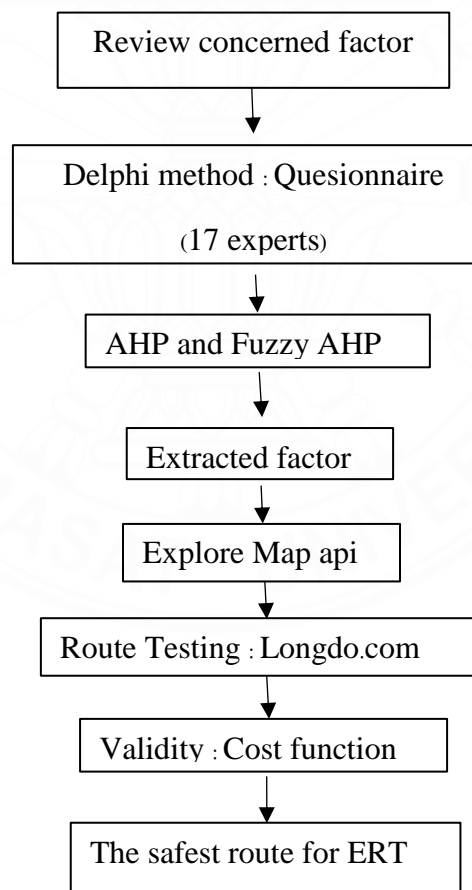 Review concerned factor
Delphi method : Quesionnaire
(17 experts)
AHP and Fuzzy AHP
Extracted factor
Explore Map api
Route Testing : Longdo.com
Validity : Cost function
The safest route for ERT